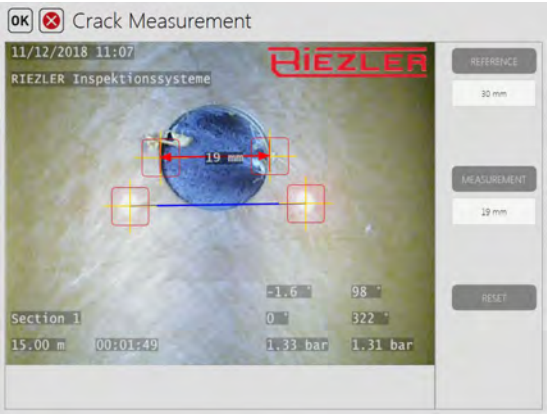 OK Crack Measurement
11/12/2018 11:07
RIEZLER
RIEZLER Inspektionssysteme
19 mm
-1.6 ° 98 °
Section 1 0 ° 322 °
15.00 m 00:01:49 1.33 bar 1.31 bar
REFERENCE
30 mm
MEASUREMENT
19 mm
RESET